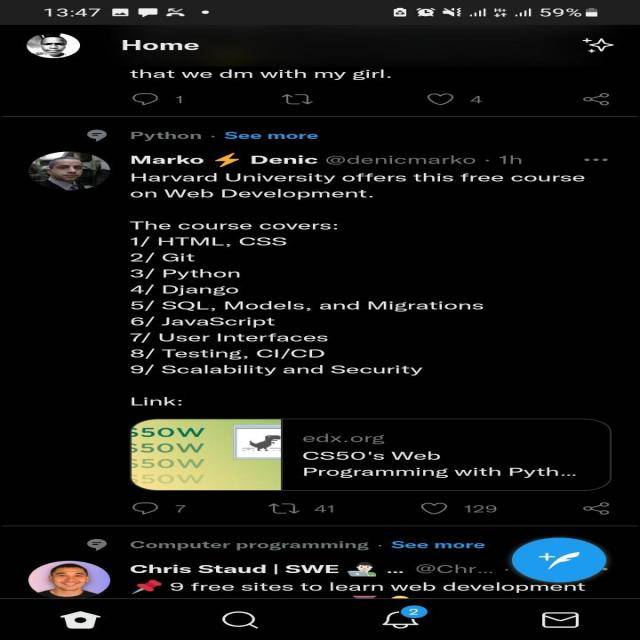 13:47
59%
Home
that we dm with my girl.
1
4
Python · See more
Marko ⚡ Denic @denicmarko · 1h
Harvard University offers this free course
on Web Development.
The course covers:
1/ HTML, CSS
2/ Git
3/ Python
4/ Django
5/ SQL, Models, and Migrations
6/ JavaScript
7/ User Interfaces
8/ Testing, CI/CD
9/ Scalability and Security
Link:
S50W
S50W
S50W
S50W
edx.org
CS50's Web
Programming with Pyth...
7
41
129
Computer programming · See more
Chris Staud | SWE 👨🏻‍💻 ... @Chr... ·
📌 9 free sites to learn web development
2